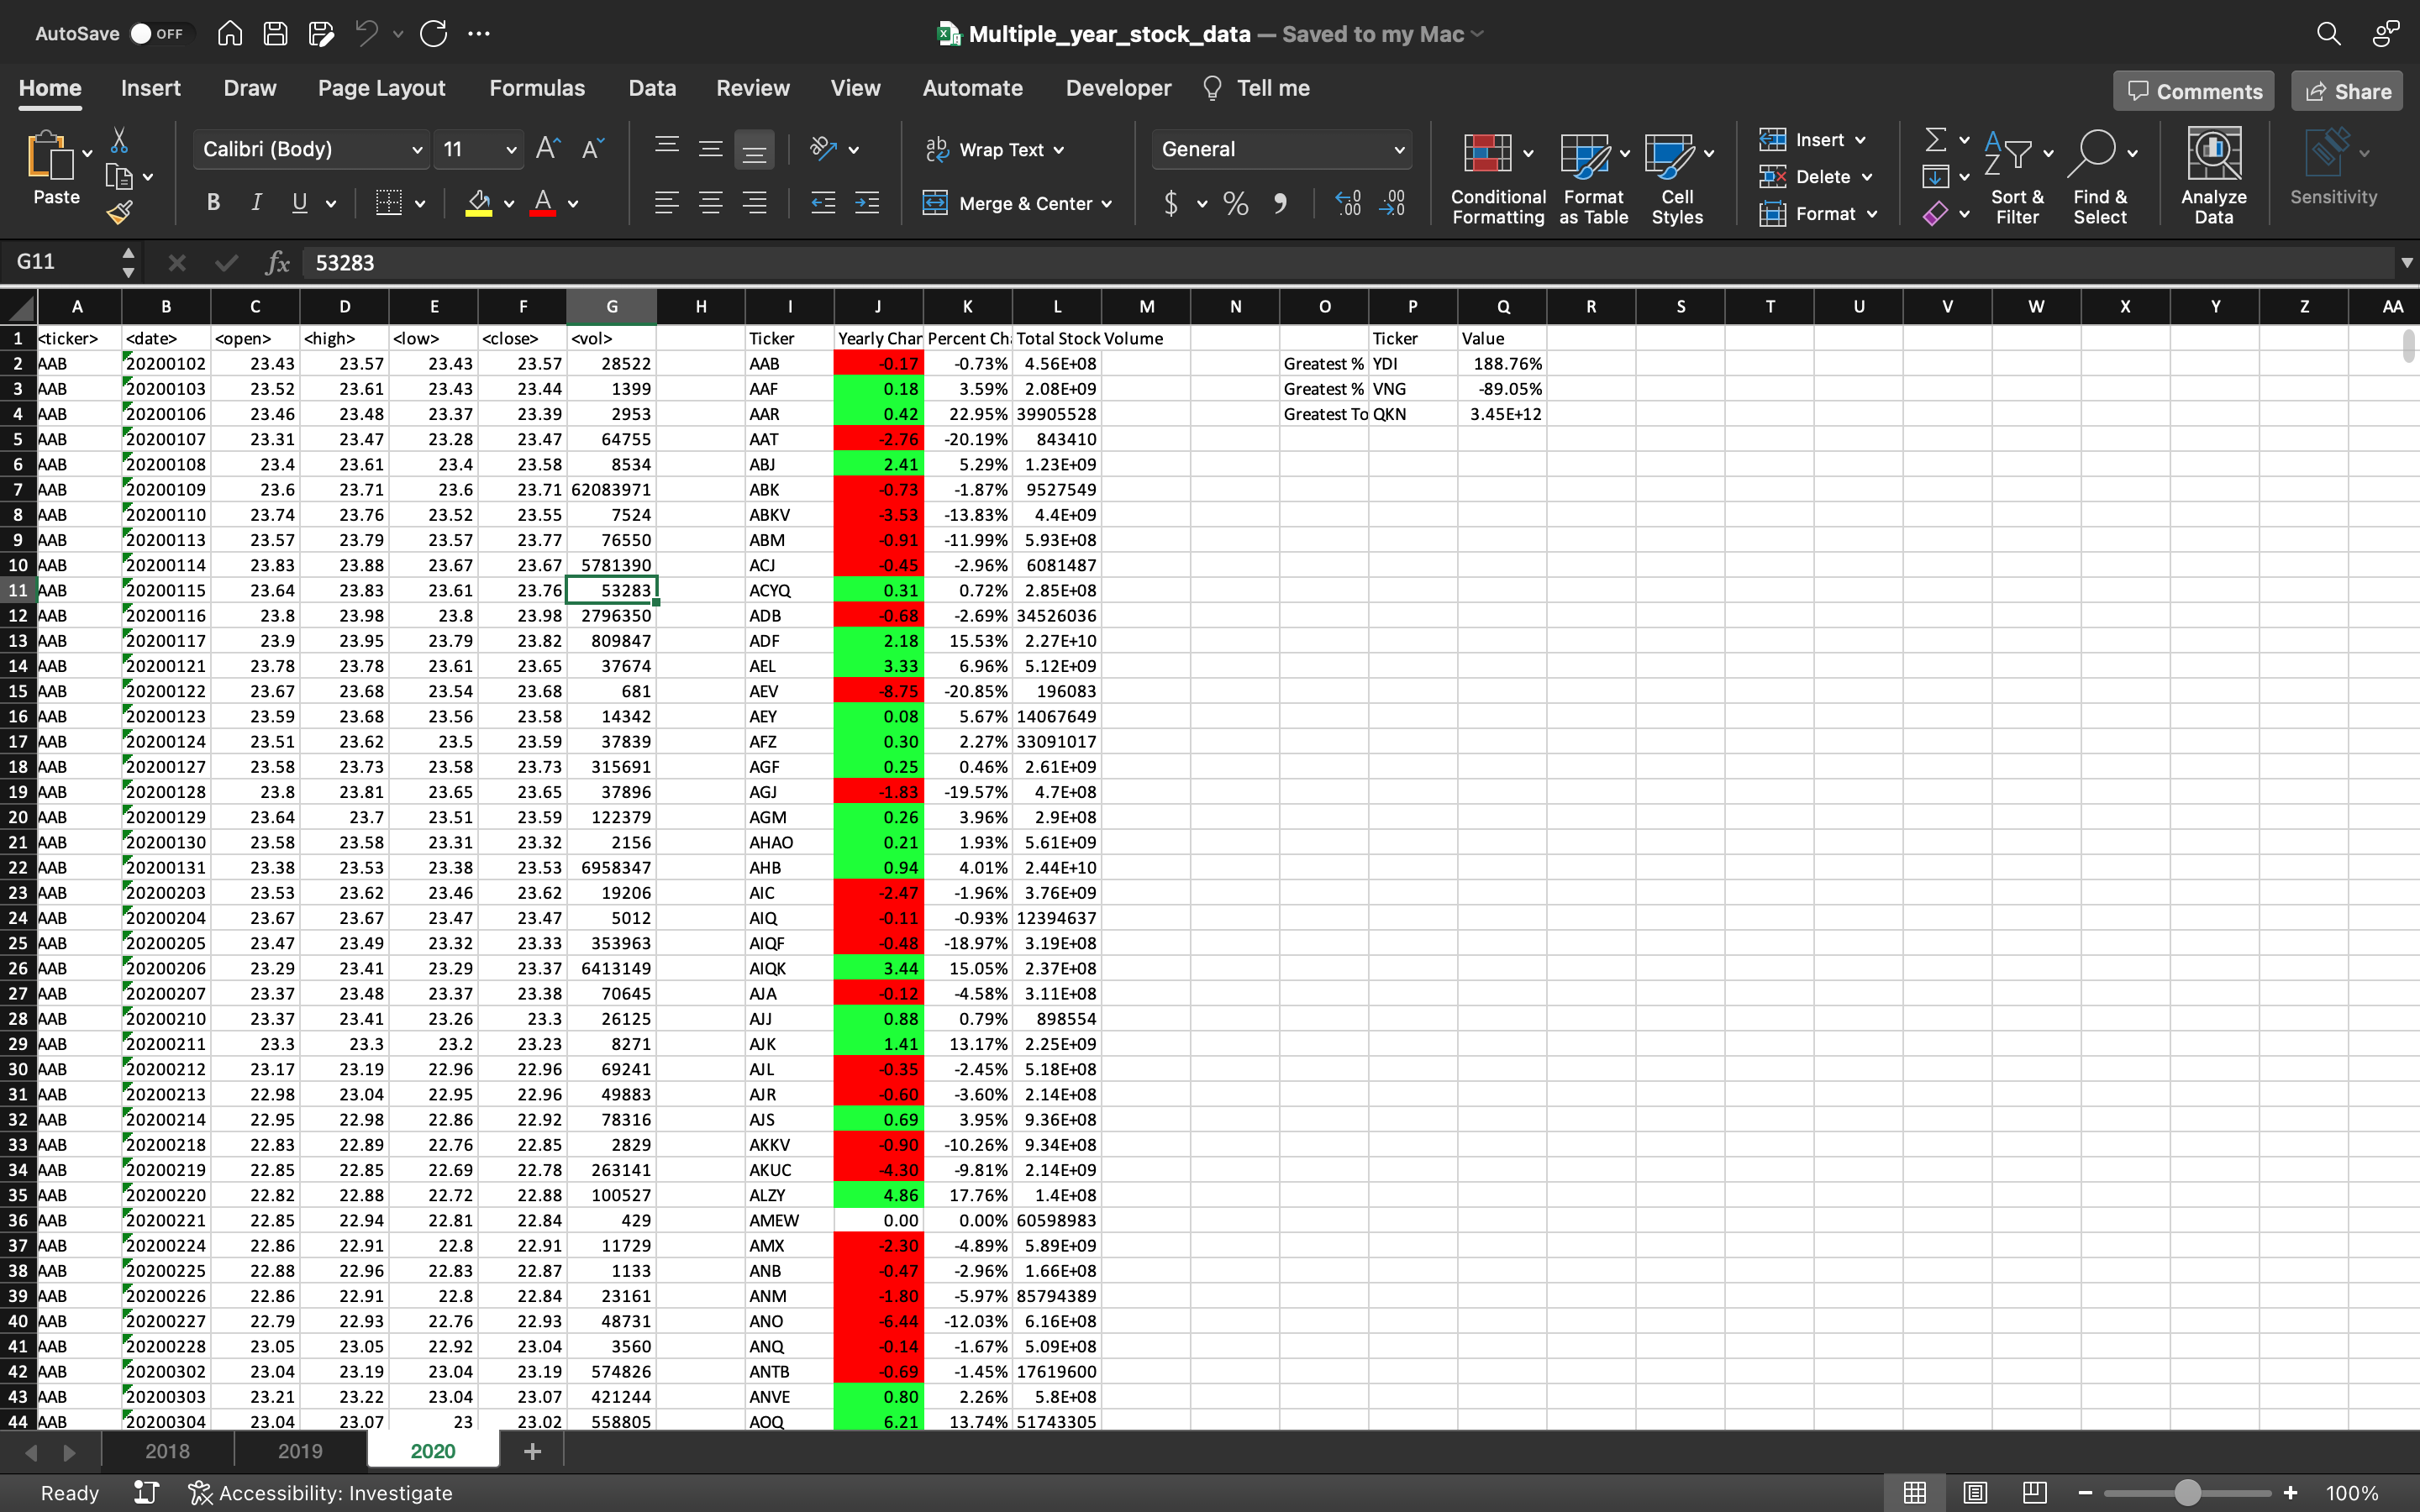 AutoSave OFF Multiple_year_stock_data — Saved to my Mac
Home Insert Draw Page Layout Formulas Data Review View Automate Developer Tell me Comments Share
Paste Calibri (Body) 11 Wrap Text General Conditional Formatting Format as Table Cell Styles Insert Sort & Filter Find & Select Analyze Data Sensitivity
B I U Merge & Center $ % Delete
Format
G11 fx 53283
A B C D E F G H I J K L M N O P Q R S T U V W X Y Z AA
1 <ticker> <date> <open> <high> <low> <close> <vol> Ticker Yearly Char Percent Ch Total Stock Volume Ticker Value
2 AAB 20200102 23.43 23.57 23.43 23.57 28522 AAB -0.17 -0.73% 4.56E+08 Greatest % YDI 188.76%
3 AAB 20200103 23.52 23.61 23.43 23.44 1399 AAF 0.18 3.59% 2.08E+09 Greatest % VNG -89.05%
4 AAB 20200106 23.46 23.48 23.37 23.39 2953 AAR 0.42 22.95% 39905528 Greatest To QKN 3.45E+12
5 AAB 20200107 23.31 23.47 23.28 23.47 64755 AAT -2.76 -20.19% 843410
6 AAB 20200108 23.4 23.61 23.4 23.58 8534 ABJ 2.41 5.29% 1.23E+09
7 AAB 20200109 23.6 23.71 23.6 23.71 62083971 ABK -0.73 -1.87% 9527549
8 AAB 20200110 23.74 23.76 23.52 23.55 7524 ABKV -3.53 -13.83% 4.4E+09
9 AAB 20200113 23.57 23.79 23.57 23.77 76550 ABM -0.91 -11.99% 5.93E+08
10 AAB 20200114 23.83 23.88 23.67 23.67 5781390 ACJ -0.45 -2.96% 6081487
11 AAB 20200115 23.64 23.83 23.61 23.76 53283 ACYQ 0.31 0.72% 2.85E+08
12 AAB 20200116 23.8 23.98 23.8 23.98 2796350 ADB -0.68 -2.69% 34526036
13 AAB 20200117 23.9 23.95 23.79 23.82 809847 ADF 2.18 15.53% 2.27E+10
14 AAB 20200121 23.78 23.78 23.61 23.65 37674 AEL 3.33 6.96% 5.12E+09
15 AAB 20200122 23.67 23.68 23.54 23.68 681 AEV -8.75 -20.85% 196083
16 AAB 20200123 23.59 23.68 23.56 23.58 14342 AEY 0.08 5.67% 14067649
17 AAB 20200124 23.51 23.62 23.5 23.59 37839 AFZ 0.30 2.27% 33091017
18 AAB 20200127 23.58 23.73 23.58 23.73 315691 AGF 0.25 0.46% 2.61E+09
19 AAB 20200128 23.8 23.81 23.65 23.65 37896 AGJ -1.83 -19.57% 4.7E+08
20 AAB 20200129 23.64 23.7 23.51 23.59 122379 AGM 0.26 3.96% 2.9E+08
21 AAB 20200130 23.58 23.58 23.31 23.32 2156 AHAO 0.21 1.93% 5.61E+09
22 AAB 20200131 23.38 23.53 23.38 23.53 6958347 AHB 0.94 4.01% 2.44E+10
23 AAB 20200203 23.53 23.62 23.46 23.62 19206 AIC -2.47 -1.96% 3.76E+09
24 AAB 20200204 23.67 23.67 23.47 23.47 5012 AIQ -0.11 -0.93% 12394637
25 AAB 20200205 23.47 23.49 23.32 23.33 353963 AIQF -0.48 -18.97% 3.19E+08
26 AAB 20200206 23.29 23.41 23.29 23.37 6413149 AIQK 3.44 15.05% 2.37E+08
27 AAB 20200207 23.37 23.48 23.37 23.38 70645 AJA -0.12 -4.58% 3.11E+08
28 AAB 20200210 23.37 23.41 23.26 23.3 26125 AJJ 0.88 0.79% 898554
29 AAB 20200211 23.3 23.3 23.2 23.23 8271 AJK 1.41 13.17% 2.25E+09
30 AAB 20200212 23.17 23.19 22.96 22.96 69241 AJL -0.35 -2.45% 5.18E+08
31 AAB 20200213 22.98 23.04 22.95 22.96 49883 AJR -0.60 -3.60% 2.14E+08
32 AAB 20200214 22.95 22.98 22.86 22.92 78316 AJS 0.69 3.95% 9.36E+08
33 AAB 20200218 22.83 22.89 22.76 22.85 2829 AKKV -0.90 -10.26% 9.34E+08
34 AAB 20200219 22.85 22.85 22.69 22.78 263141 AKUC -4.30 -9.81% 2.14E+09
35 AAB 20200220 22.82 22.88 22.72 22.88 100527 ALZY 4.86 17.76% 1.4E+08
36 AAB 20200221 22.85 22.94 22.81 22.84 429 AMEW 0.00 0.00% 60598983
37 AAB 20200224 22.86 22.91 22.8 22.91 11729 AMX -2.30 -4.89% 5.89E+09
38 AAB 20200225 22.88 22.96 22.83 22.87 1133 ANB -0.47 -2.96% 1.66E+08
39 AAB 20200226 22.86 22.91 22.8 22.84 23161 ANM -1.80 -5.97% 85794389
40 AAB 20200227 22.79 22.93 22.76 22.93 48731 ANO -6.44 -12.03% 6.16E+08
41 AAB 20200228 23.05 23.05 22.92 23.04 3560 ANQ -0.14 -1.67% 5.09E+08
42 AAB 20200302 23.04 23.19 23.04 23.19 574826 ANTB -0.69 -1.45% 17619600
43 AAB 20200303 23.21 23.22 23.04 23.07 421244 ANVE 0.80 2.26% 5.8E+08
44 AAB 20200304 23.04 23.07 23 23.02 558805 AOQ 6.21 13.74% 51743305
2018 2019 2020 +
Ready Accessibility: Investigate 100%